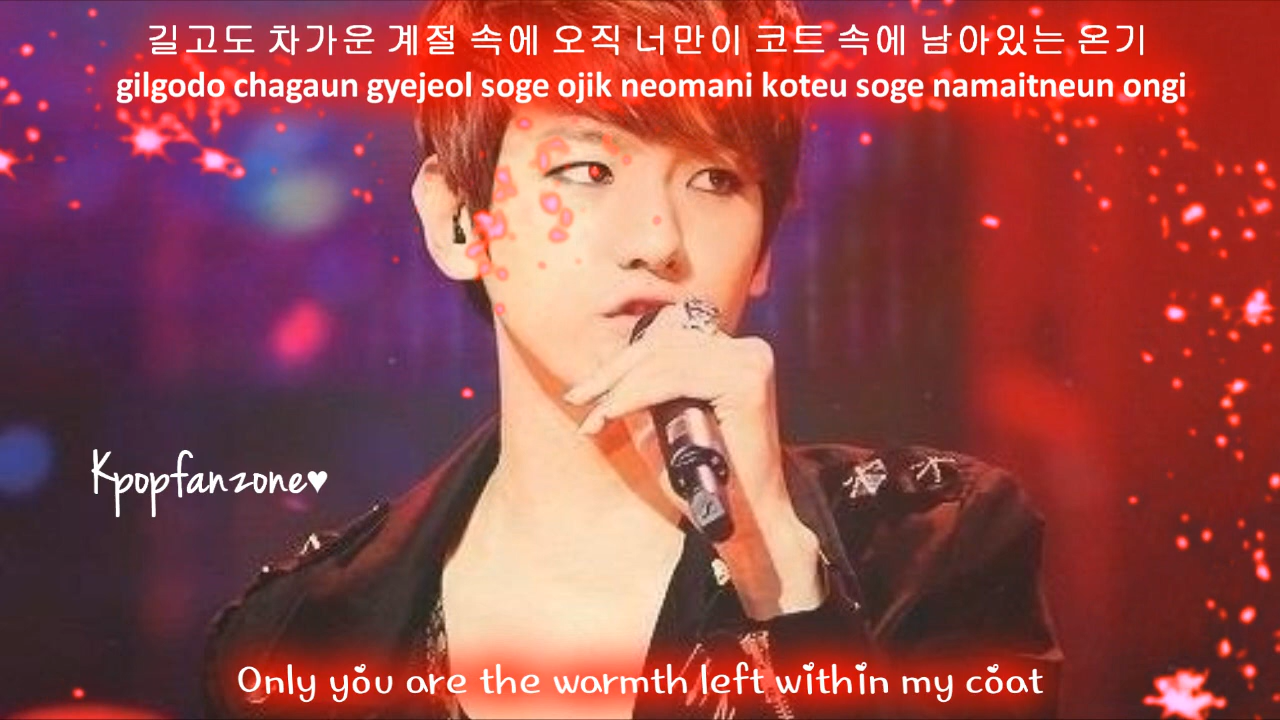 길고도 차가운 계절 속에 오직 너만이 코트 속에 남아있는 온기
gilgodo chagaun gyejeol soge ojik neomani koteu soge namaitneun ongi
Kpopfanzone♥
Only you are the warmth left within my coat